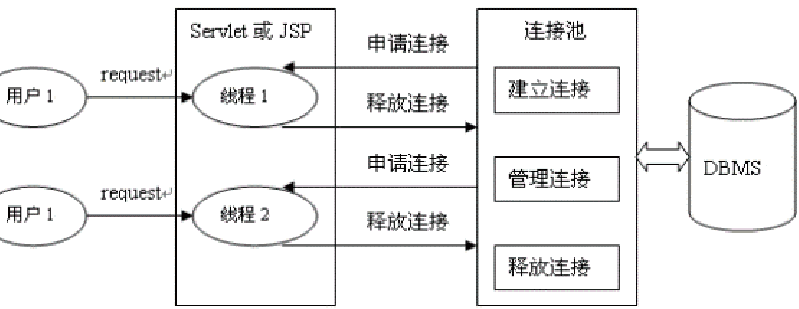 Servlet 或 JSP
连接池
用户 1
request
线程 1
申请连接
释放连接
建立连接
用户 1
request
线程 2
申请连接
释放连接
管理连接
释放连接
DBMS